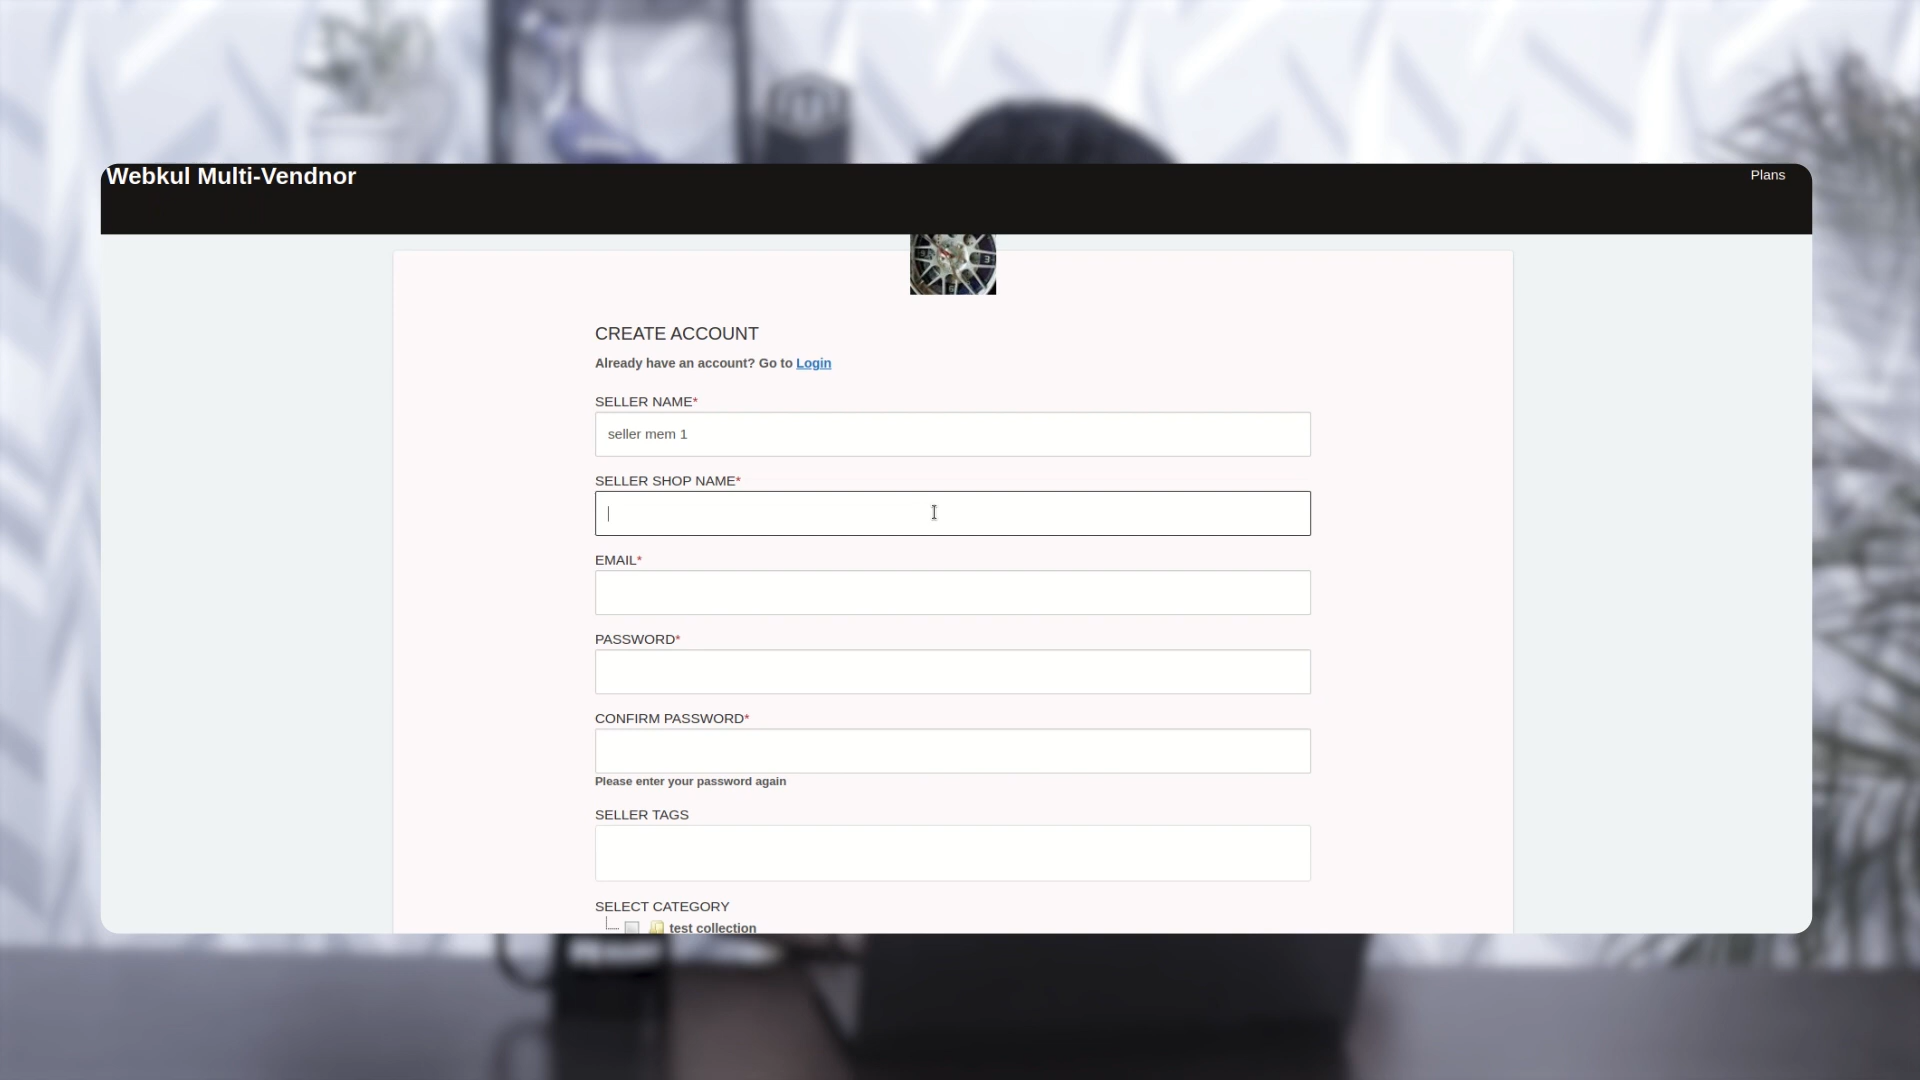 Webkul Multi-Vendnor
Plans
CREATE ACCOUNT
Already have an account? Go to Login
SELLER NAME*
seller mem 1
SELLER SHOP NAME*
EMAIL*
PASSWORD*
CONFIRM PASSWORD*
Please enter your password again
SELLER TAGS
SELECT CATEGORY
test collection